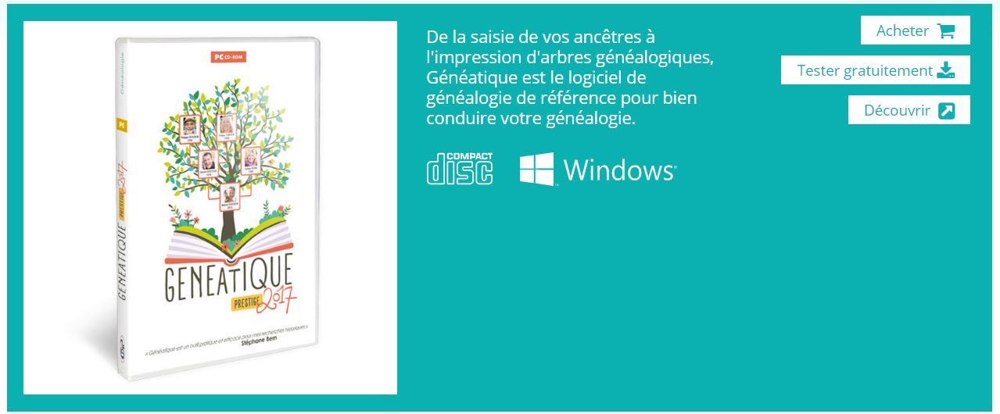 PC CD-ROM
Généalogie
PC
GENEATIQUE PRESTIGE 2017
GENEATIQUE
PRESTIGE 2017
« Généatique est un outil pratique et efficace pour mes recherches historiques »
Stéphane Bern
De la saisie de vos ancêtres à
l'impression d'arbres généalogiques,
Généatique est le logiciel de
généalogie de référence pour bien
conduire votre généalogie.
COMPACT
disc
Windows
Acheter
Tester gratuitement
Découvrir